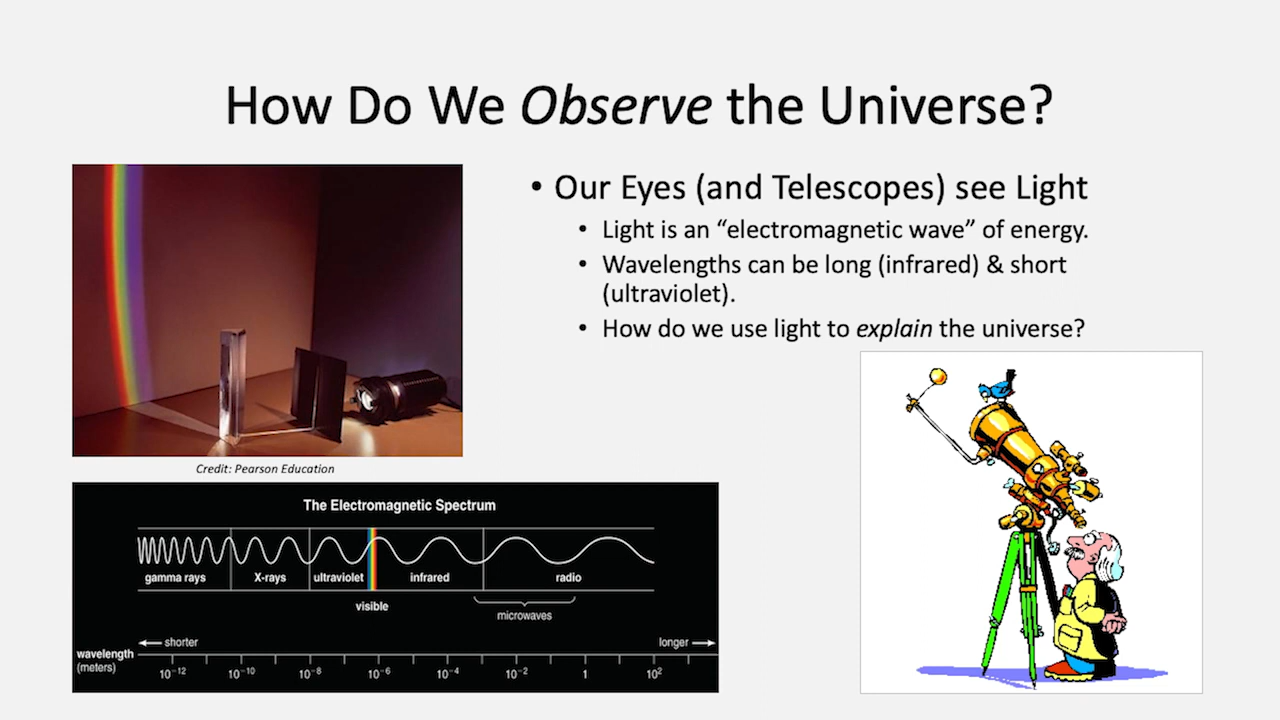 How Do We Observe the Universe?
• Our Eyes (and Telescopes) see Light
• Light is an “electromagnetic wave” of energy.
• Wavelengths can be long (infrared) & short
(ultraviolet).
• How do we use light to explain the universe?
Credit: Pearson Education
The Electromagnetic Spectrum
gamma rays X-rays ultraviolet infrared radio
visible
microwaves
shorter longer
wavelength
(meters)
10⁻¹² 10⁻¹⁰ 10⁻⁸ 10⁻⁶ 10⁻⁴ 10⁻² 1 10²